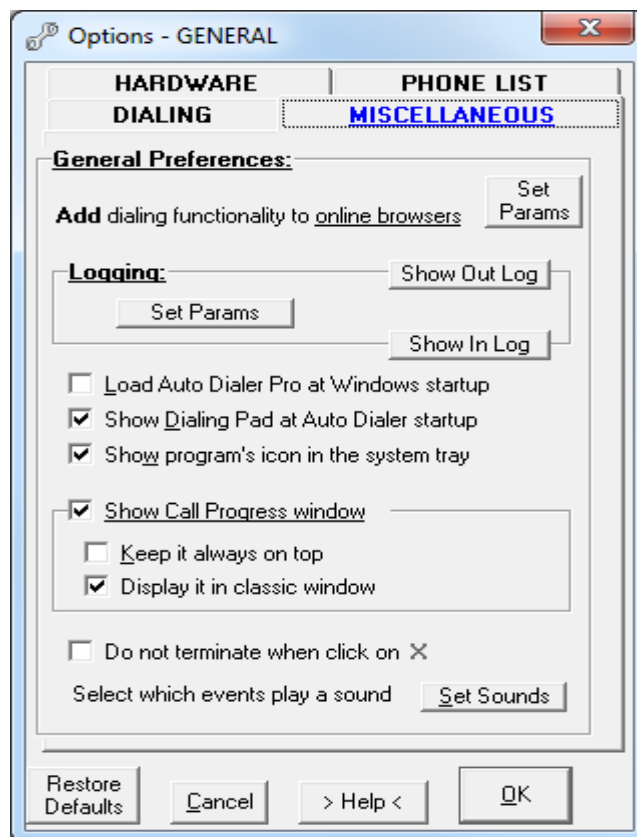 Options - GENERAL
HARDWARE
PHONE LIST
DIALING
MISCELLANEOUS
General Preferences:
Add dialing functionality to online browsers
Set
Params
Logging:
Show Out Log
Set Params
Show In Log
Load Auto Dialer Pro at Windows startup
Show Dialing Pad at Auto Dialer startup
Show program's icon in the system tray
Show Call Progress window
Keep it always on top
Display it in classic window
Do not terminate when click on X
Select which events play a sound
Set Sounds
Restore
Defaults
Cancel
> Help <
OK